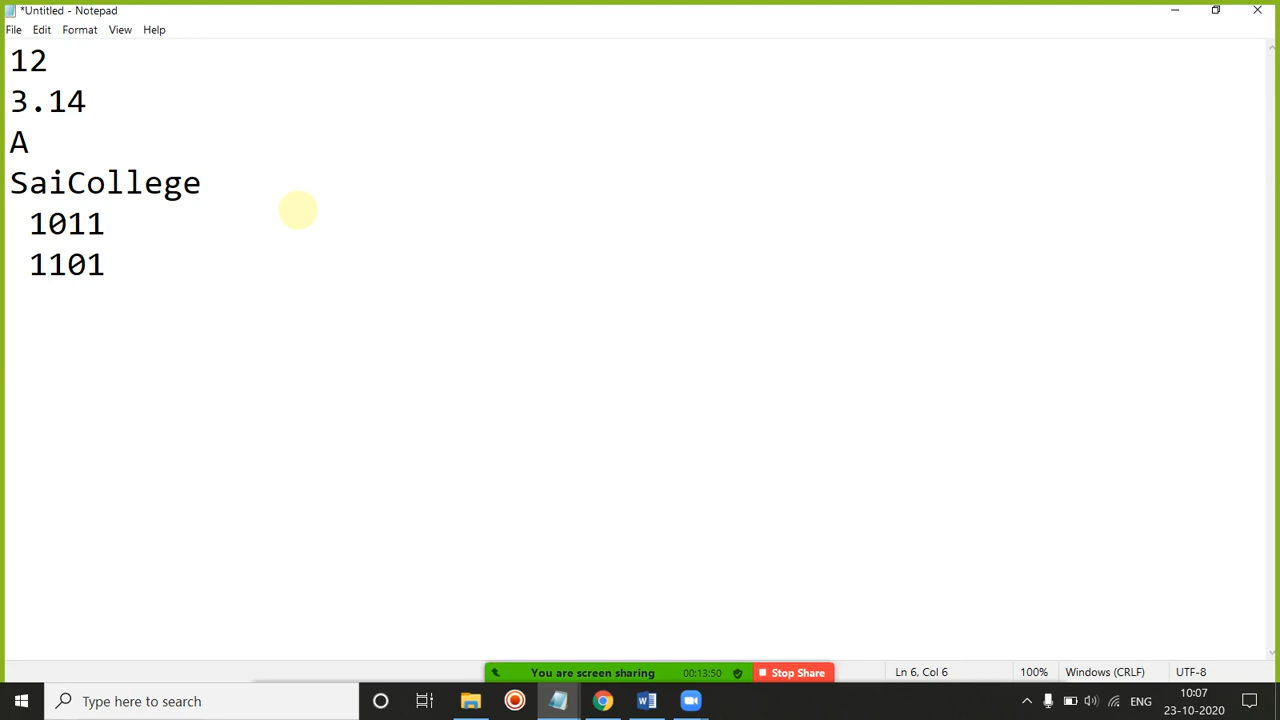 *Untitled - Notepad
File Edit Format View Help
12
3.14
A
SaiCollege
1011
1101
You are screen sharing 00:13:50 Stop Share
Ln 6, Col 6 100% Windows (CRLF) UTF-8
Type here to search
W
ENG
10:07
23-10-2020